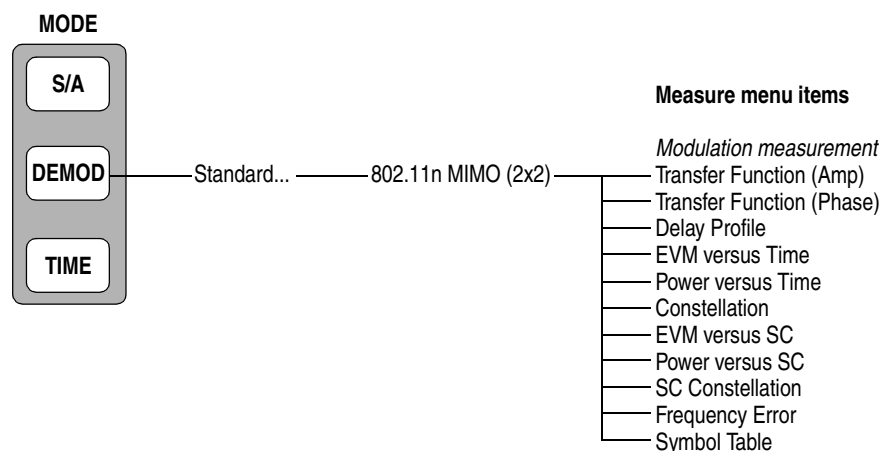 MODE
S/A
DEMOD
TIME
Standard...
802.11n MIMO (2x2)
Measure menu items
Modulation measurement
Transfer Function (Amp)
Transfer Function (Phase)
Delay Profile
EVM versus Time
Power versus Time
Constellation
EVM versus SC
Power versus SC
SC Constellation
Frequency Error
Symbol Table